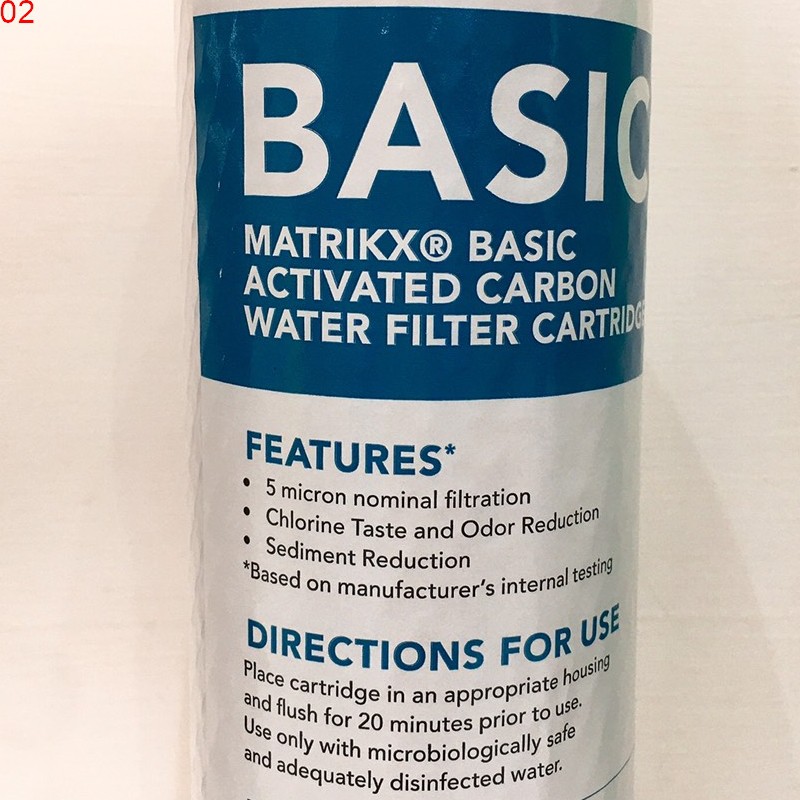 02
BASIC
MATRIKX® BASIC
ACTIVATED CARBON
WATER FILTER CARTRIDGE
FEATURES*
• 5 micron nominal filtration
• Chlorine Taste and Odor Reduction
• Sediment Reduction
*Based on manufacturer's internal testing
DIRECTIONS FOR USE
Place cartridge in an appropriate housing
and flush for 20 minutes prior to use.
Use only with microbiologically safe
and adequately disinfected water.